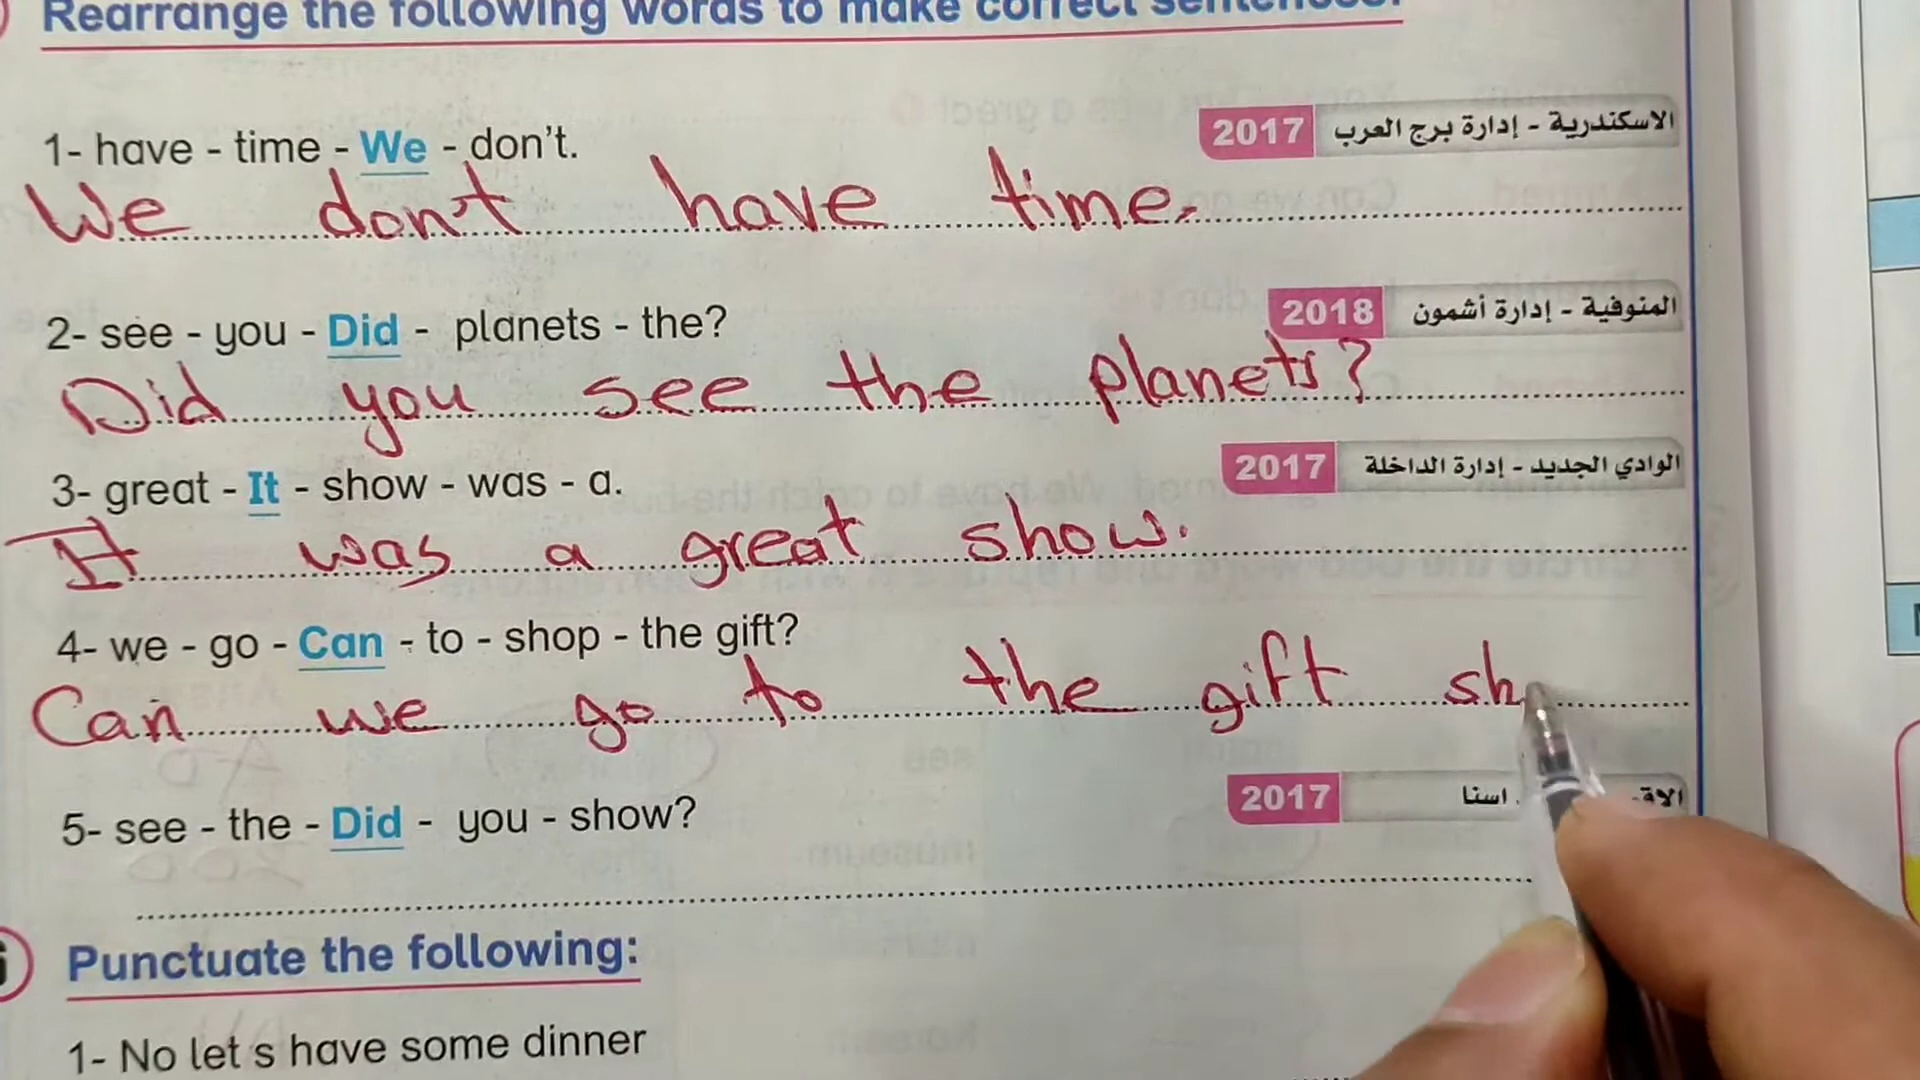 Rearrange the following words to make correct sentences:
1- have - time - We - don't.
2017 الاسكندرية - إدارة برج العرب
We don't have time.
2- see - you - Did - planets - the?
2018 المنوفية - إدارة أشمون
Did you see the planets?
3- great - It - show - was - a.
2017 الوادي الجديد - إدارة الداخلة
It was a great show.
4- we - go - Can - to - shop - the gift?
Can we go to the gift sh
5- see - the - Did - you - show?
2017 اسنا
Punctuate the following:
1- No let s have some dinner